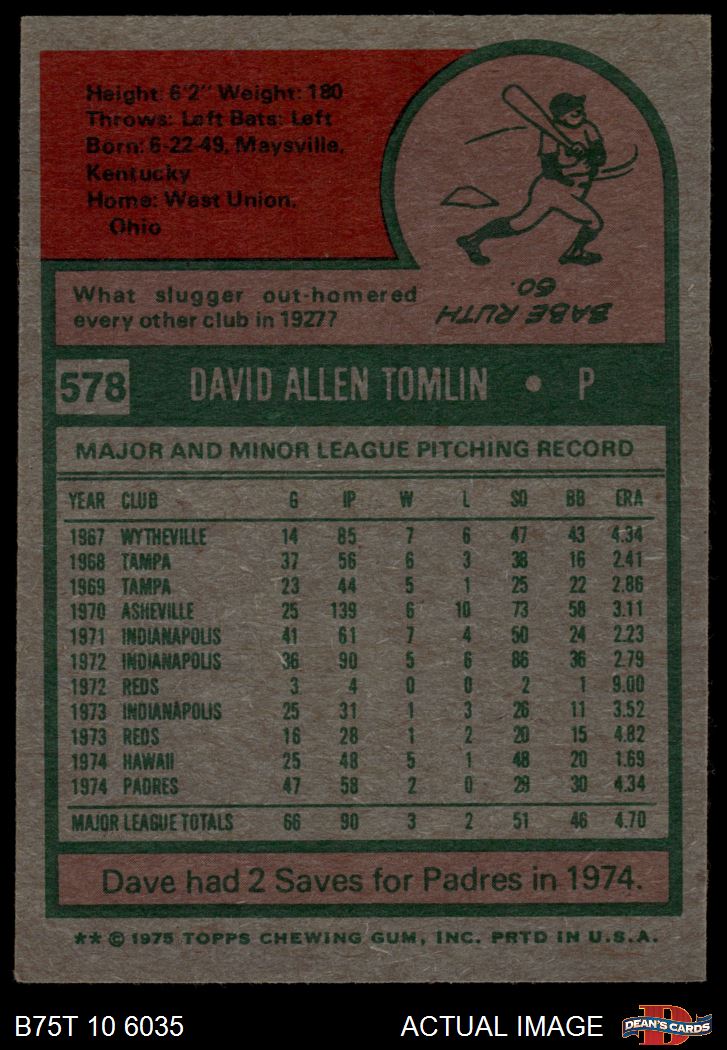 Height: 6'2" Weight: 180
Throws: Left Bats: Left
Born: 6-22-49, Maysville,
Kentucky
Home: West Union,
Ohio
What slugger out-homered
every other club in 1927?
BABE RUTH
60.
578 DAVID ALLEN TOMLIN • P
MAJOR AND MINOR LEAGUE PITCHING RECORD
YEAR CLUB G IP W L SO BB ERA
1967 WYTHEVILLE 14 85 7 6 47 43 4.34
1968 TAMPA 37 56 6 3 38 16 2.41
1969 TAMPA 23 44 5 1 25 22 2.86
1970 ASHEVILLE 25 139 6 10 73 58 3.11
1971 INDIANAPOLIS 41 61 7 4 50 24 2.23
1972 INDIANAPOLIS 36 90 5 6 86 36 2.79
1972 REDS 3 4 0 0 2 1 9.00
1973 INDIANAPOLIS 25 31 1 3 26 11 3.52
1973 REDS 16 28 1 2 20 15 4.82
1974 HAWAII 25 48 5 1 48 20 1.69
1974 PADRES 47 58 2 0 29 30 4.34
MAJOR LEAGUE TOTALS 66 90 3 2 51 46 4.70
Dave had 2 Saves for Padres in 1974.
** © 1975 TOPPS CHEWING GUM, INC. PRTD IN U.S.A.
B75T 10 6035 ACTUAL IMAGE D DEAN'S CARDS